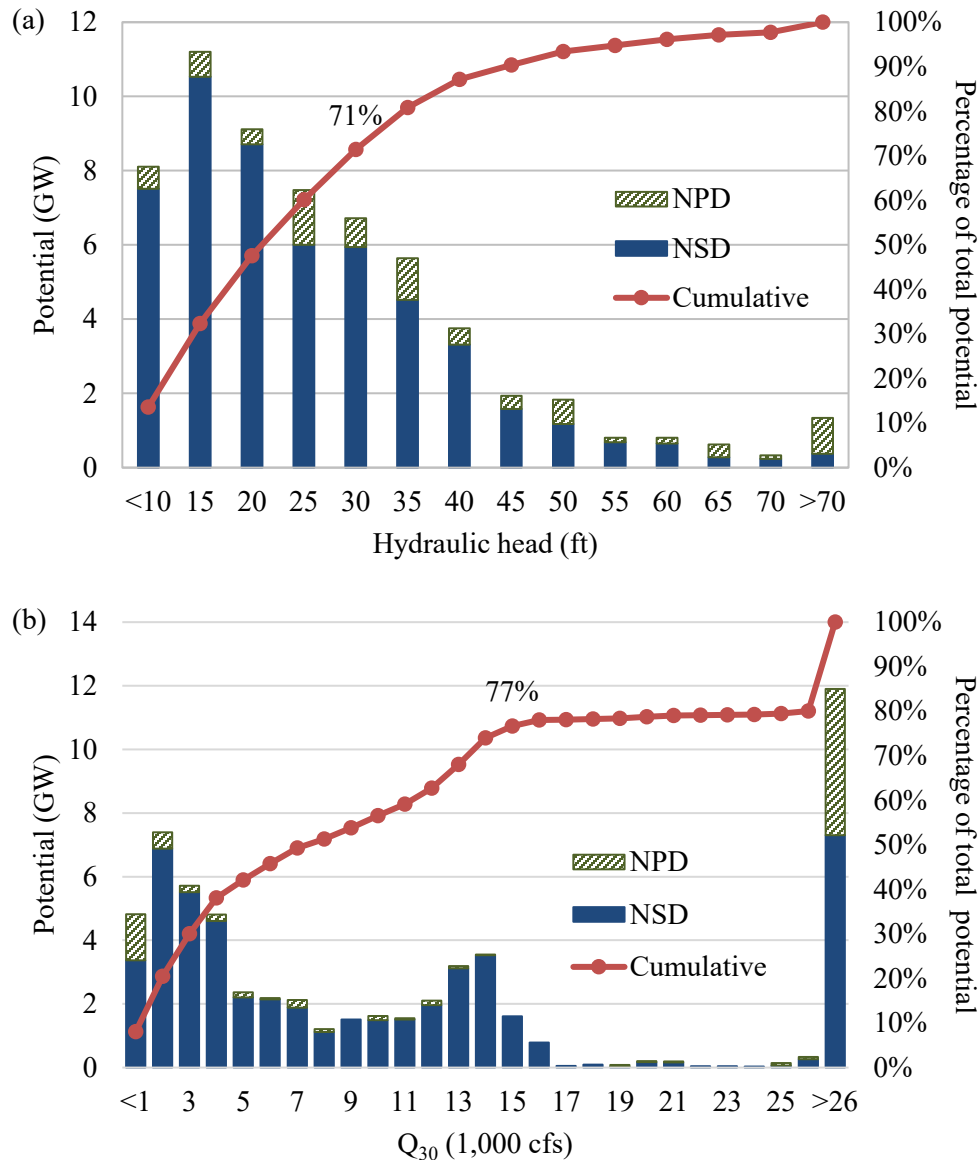 (a)
12
10
8
6
4
2
0
Potential (GW)
100%
90%
80%
70%
60%
50%
40%
30%
20%
10%
0%
Percentage of total potential
71%
NPD
NSD
Cumulative
<10 15 20 25 30 35 40 45 50 55 60 65 70 >70
Hydraulic head (ft)
(b)
14
12
10
8
6
4
2
0
Potential (GW)
100%
90%
80%
70%
60%
50%
40%
30%
20%
10%
0%
Percentage of total potential
77%
NPD
NSD
Cumulative
<1 3 5 7 9 11 13 15 17 19 21 23 25 >26
Q30 (1,000 cfs)